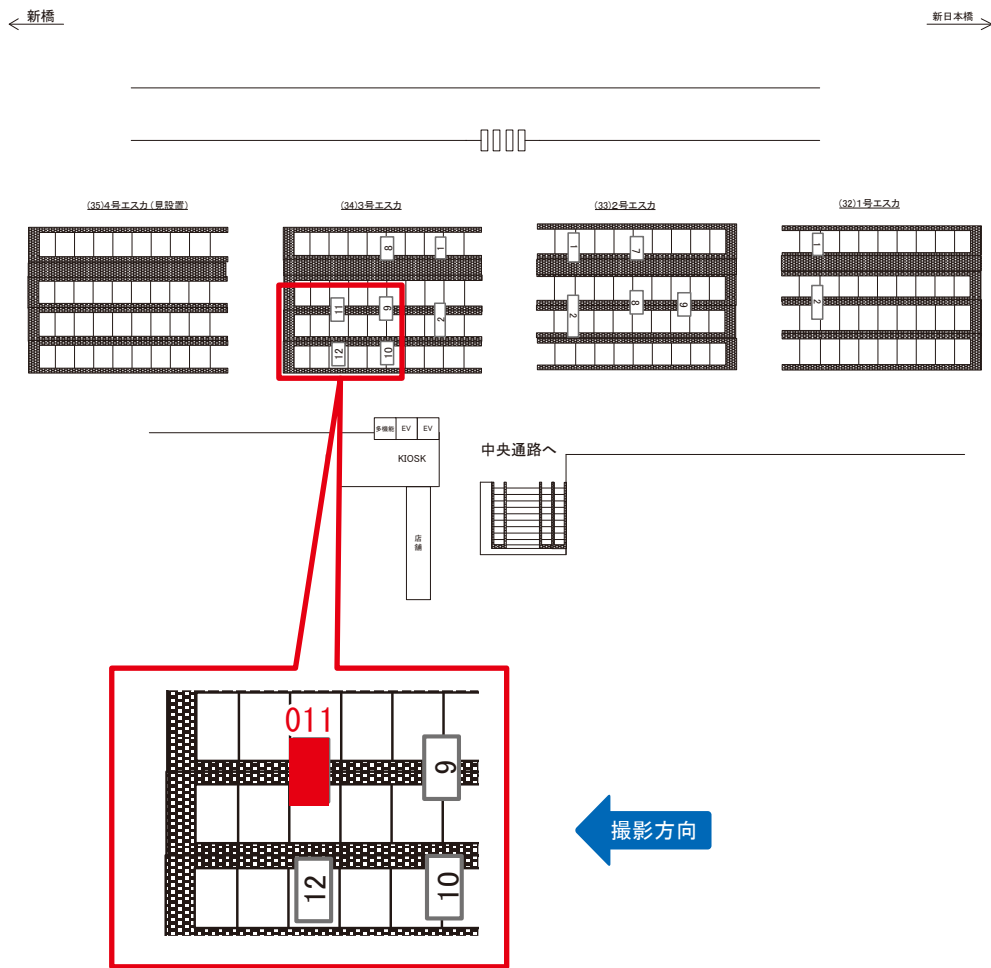 新橋
新日本橋
(35)4号エスカ(見設置)
(34)3号エスカ
(33)2号エスカ
(32)1号エスカ
8
1
11
9
2
12
10
1
7
2
8
9
1
2
多機能
EV
EV
KIOSK
中央通路へ
店舗
011
9
12
10
撮影方向